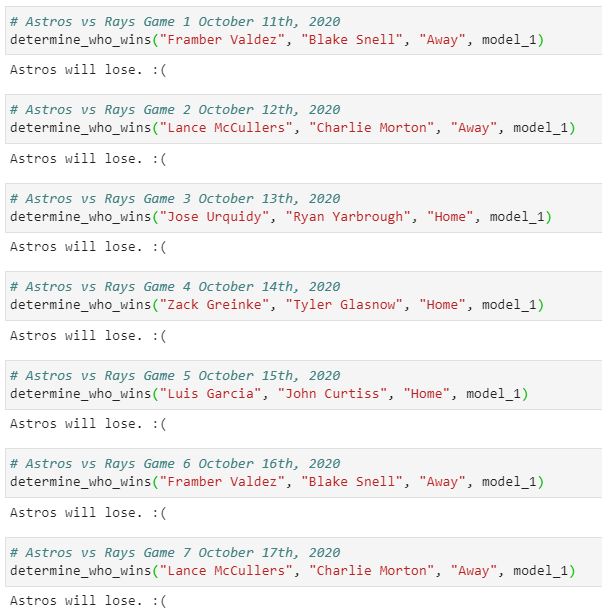 # Astros vs Rays Game 1 October 11th, 2020
determine_who_wins("Framber Valdez", "Blake Snell", "Away", model_1)
Astros will lose. :(
# Astros vs Rays Game 2 October 12th, 2020
determine_who_wins("Lance McCullers", "Charlie Morton", "Away", model_1)
Astros will lose. :(
# Astros vs Rays Game 3 October 13th, 2020
determine_who_wins("Jose Urquidy", "Ryan Yarbrough", "Home", model_1)
Astros will lose. :(
# Astros vs Rays Game 4 October 14th, 2020
determine_who_wins("Zack Greinke", "Tyler Glasnow", "Home", model_1)
Astros will lose. :(
# Astros vs Rays Game 5 October 15th, 2020
determine_who_wins("Luis Garcia", "John Curtiss", "Home", model_1)
Astros will lose. :(
# Astros vs Rays Game 6 October 16th, 2020
determine_who_wins("Framber Valdez", "Blake Snell", "Away", model_1)
Astros will lose. :(
# Astros vs Rays Game 7 October 17th, 2020
determine_who_wins("Lance McCullers", "Charlie Morton", "Away", model_1)
Astros will lose. :(